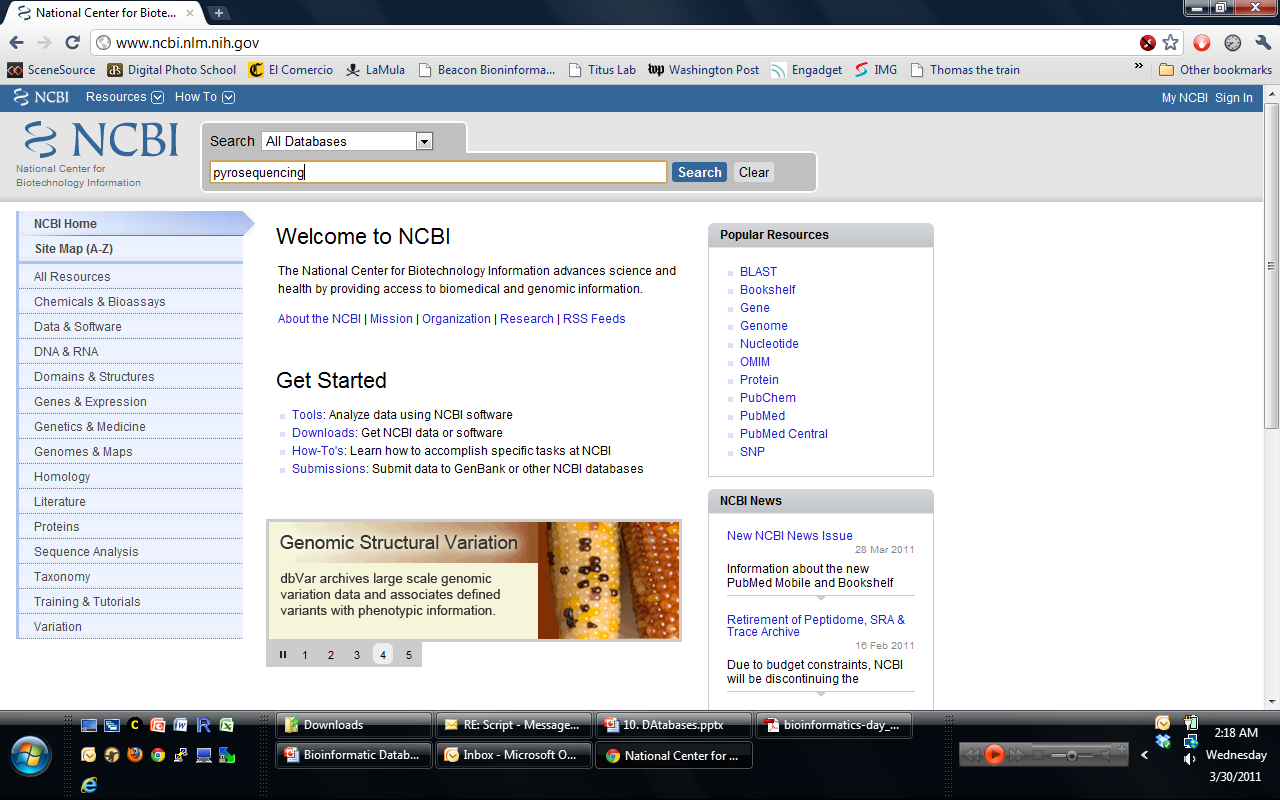 National Center for Biote...
www.ncbi.nlm.nih.gov
SceneSource
Digital Photo School
El Comercio
LaMula
Beacon Bioninforma...
Titus Lab
wp Washington Post
Engadget
IMG
Thomas the train
»
Other bookmarks
NCBI Resources How To
My NCBI Sign In
NCBI
National Center for
Biotechnology Information
Search All Databases
pyrosequencing
Search
Clear
NCBI Home
Site Map (A-Z)
All Resources
Chemicals & Bioassays
Data & Software
DNA & RNA
Domains & Structures
Genes & Expression
Genetics & Medicine
Genomes & Maps
Homology
Literature
Proteins
Sequence Analysis
Taxonomy
Training & Tutorials
Variation
Welcome to NCBI
The National Center for Biotechnology Information advances science and
health by providing access to biomedical and genomic information.
About the NCBI | Mission | Organization | Research | RSS Feeds
Get Started
Tools: Analyze data using NCBI software
Downloads: Get NCBI data or software
How-To's: Learn how to accomplish specific tasks at NCBI
Submissions: Submit data to GenBank or other NCBI databases
Genomic Structural Variation
dbVar archives large scale genomic
variation data and associates defined
variants with phenotypic information.
1 2 3 4 5
Popular Resources
BLAST
Bookshelf
Gene
Genome
Nucleotide
OMIM
Protein
PubChem
PubMed
PubMed Central
SNP
NCBI News
New NCBI News Issue
28 Mar 2011
Information about the new
PubMed Mobile and Bookshelf
Retirement of Peptidome, SRA &
Trace Archive
16 Feb 2011
Due to budget constraints, NCBI
will be discontinuing the
Downloads
RE: Script - Message...
10. DAtabases.pptx
bioinformatics-day_...
Bioinformatic Datab...
Inbox - Microsoft O...
National Center for ...
2:18 AM
Wednesday
3/30/2011